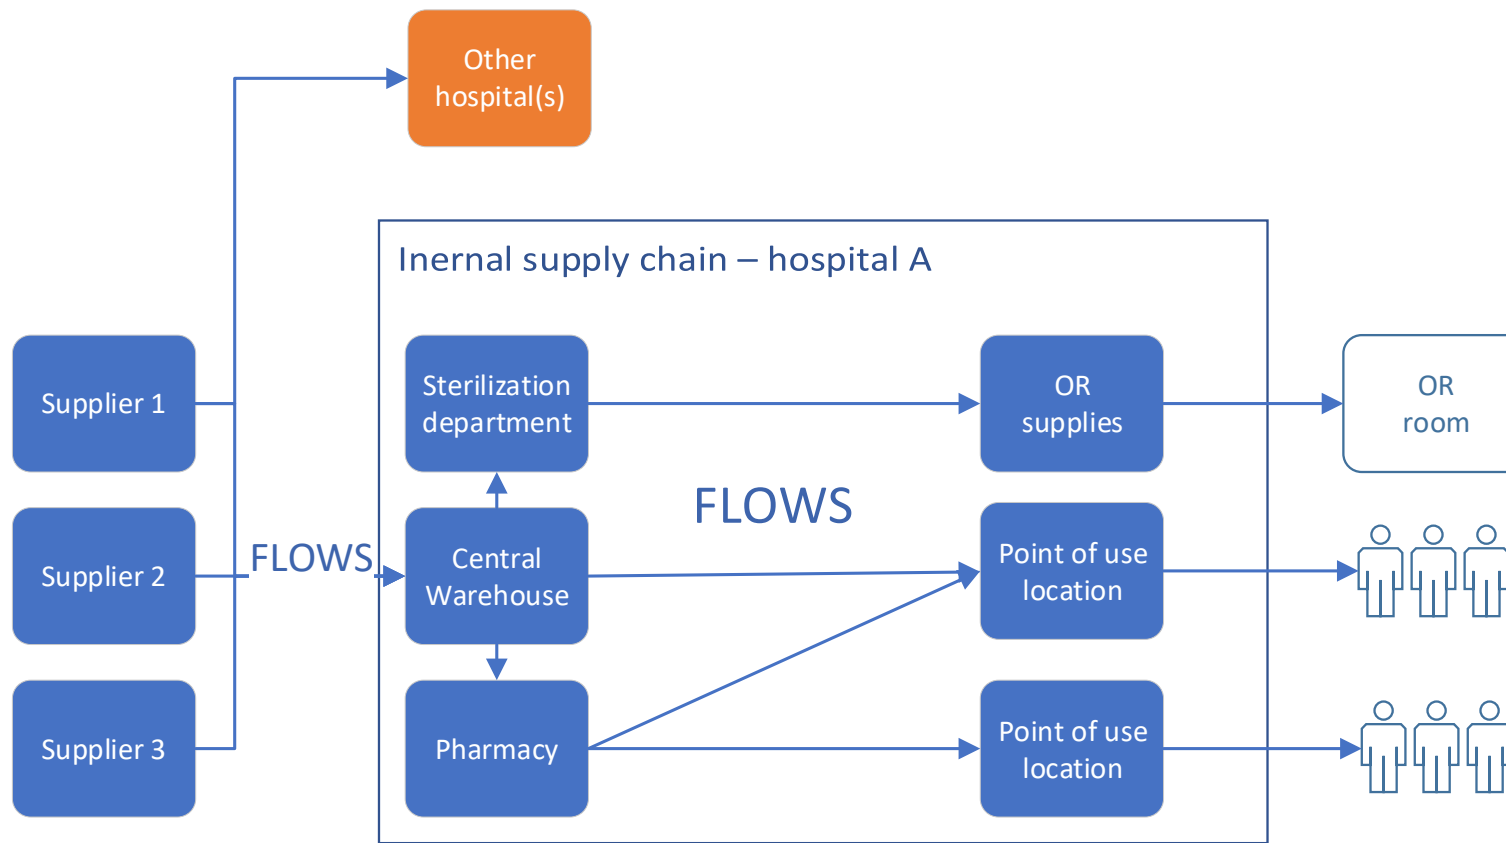 Other
hospital(s)
Inernal supply chain – hospital A
Supplier 1
Sterilization
department
OR
supplies
OR
room
FLOWS
Supplier 2
FLOWS
Central
Warehouse
Point of use
location
Supplier 3
Pharmacy
Point of use
location